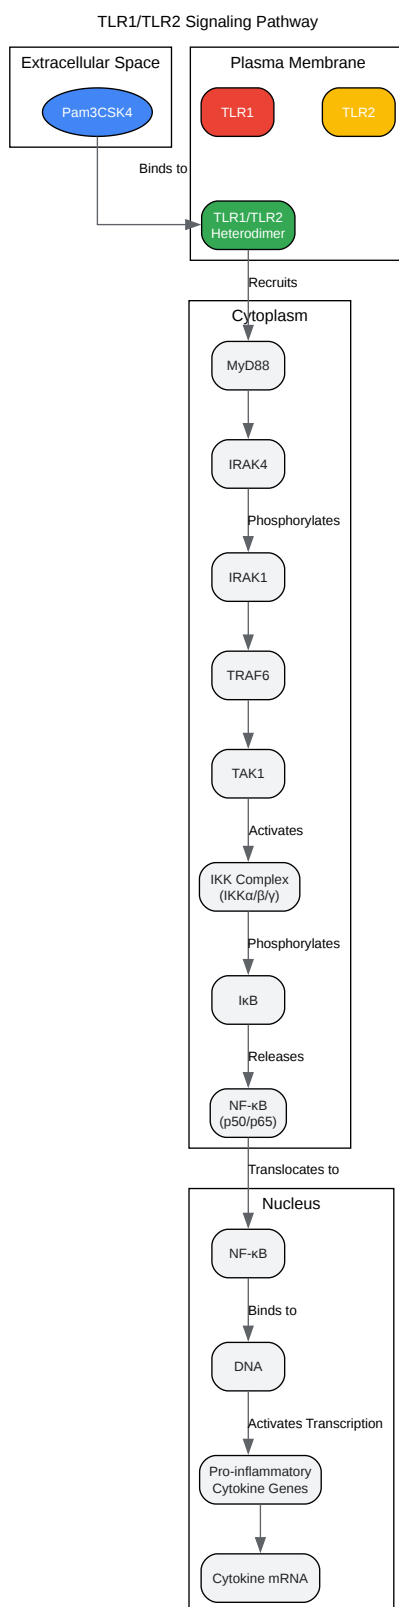 TLR1/TLR2 Signaling Pathway
Extracellular Space
Plasma Membrane
Pam3CSK4
TLR1
TLR2
Binds to
TLR1/TLR2
Heterodimer
Recruits
Cytoplasm
MyD88
IRAK4
Phosphorylates
IRAK1
TRAF6
TAK1
Activates
IKK Complex
(IKKα/β/γ)
Phosphorylates
IκB
Releases
NF-κB
(p50/p65)
Translocates to
Nucleus
NF-κB
Binds to
DNA
Activates Transcription
Pro-inflammatory
Cytokine Genes
Cytokine mRNA